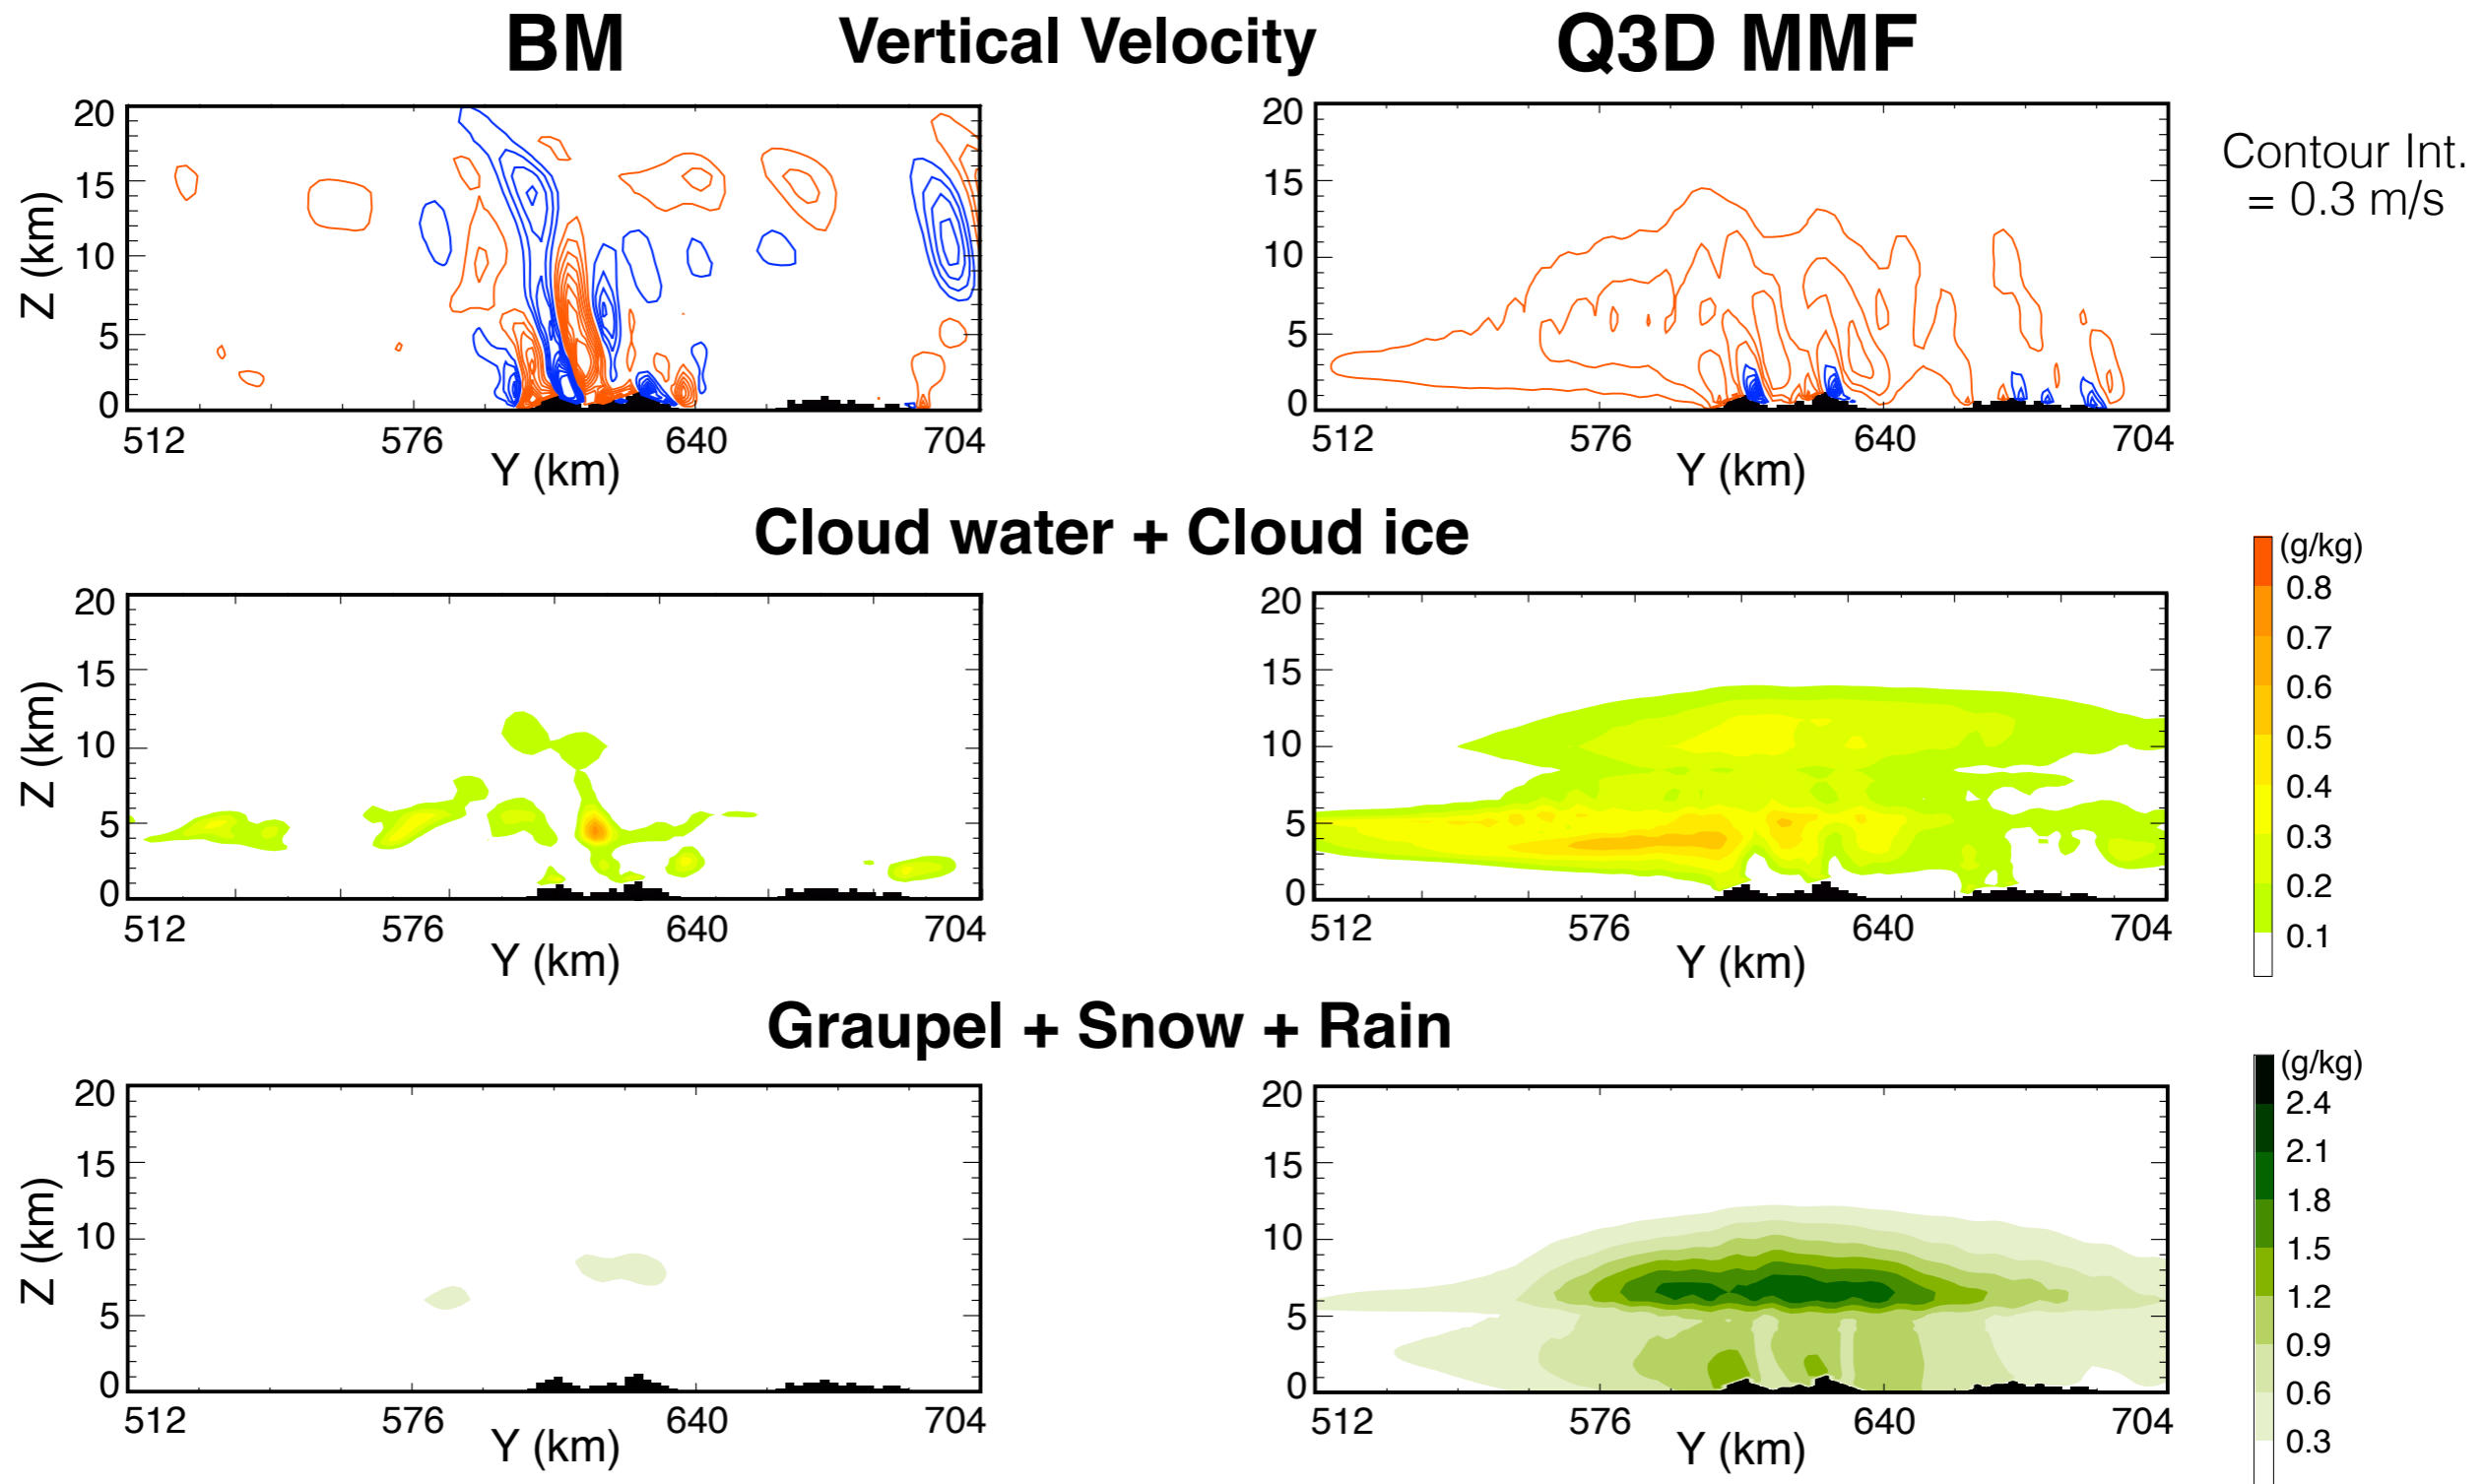 BM Vertical Velocity Q3D MMF
20
15
10
5
0
Z (km)
512 576 640 704
Y (km)
20
15
10
5
0
512 576 640 704
Y (km)
Contour Int.
= 0.3 m/s
Cloud water + Cloud ice
20
15
10
5
0
Z (km)
512 576 640 704
Y (km)
20
15
10
5
0
512 576 640 704
Y (km)
(g/kg)
0.8
0.7
0.6
0.5
0.4
0.3
0.2
0.1
Graupel + Snow + Rain
20
15
10
5
0
Z (km)
512 576 640 704
Y (km)
20
15
10
5
0
512 576 640 704
Y (km)
(g/kg)
2.4
2.1
1.8
1.5
1.2
0.9
0.6
0.3